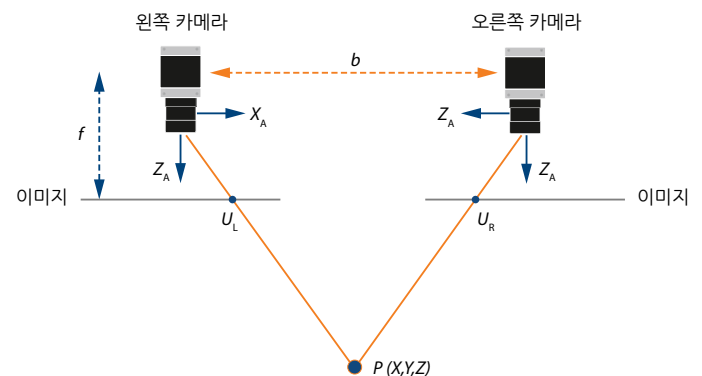 왼쪽 카메라
오른쪽 카메라
b
f
X_A
Z_A
Z_A
Z_A
이미지
이미지
U_L
U_R
P (X,Y,Z)